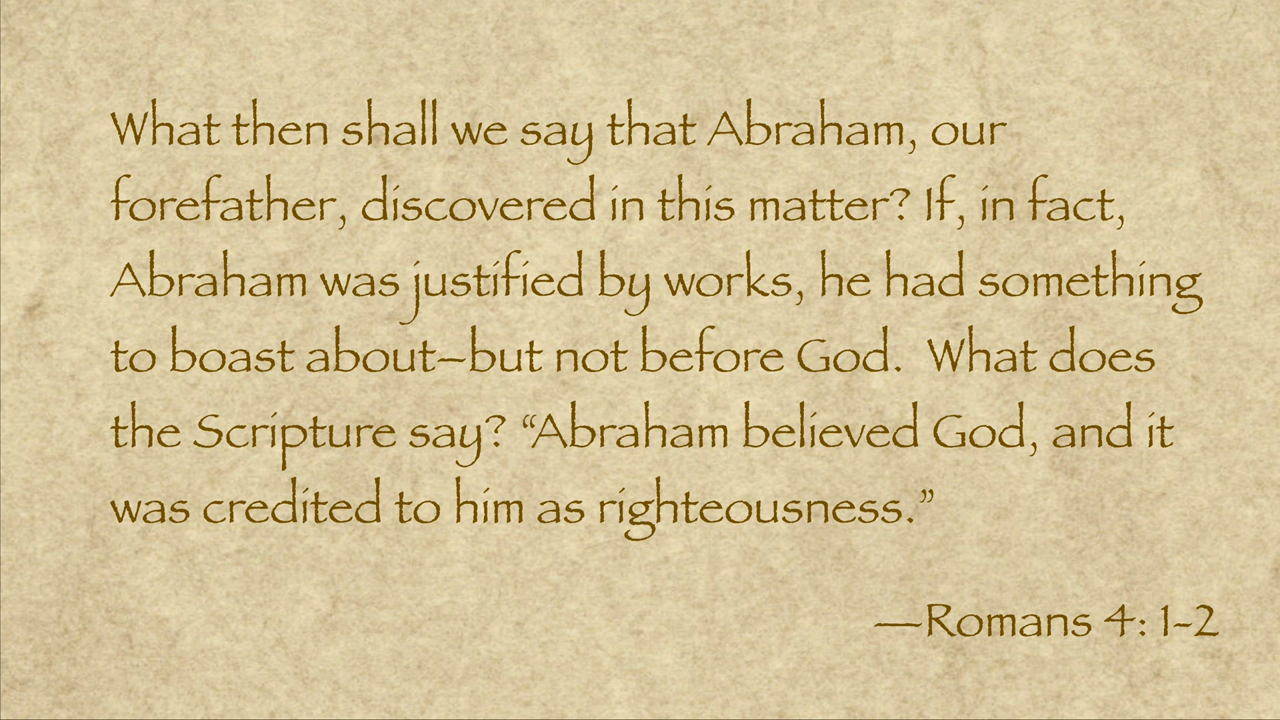 What then shall we say that Abraham, our
forefather, discovered in this matter? If, in fact,
Abraham was justified by works, he had something
to boast about–but not before God.  What does
the Scripture say? “Abraham believed God, and it
was credited to him as righteousness.”
—Romans 4: 1-2